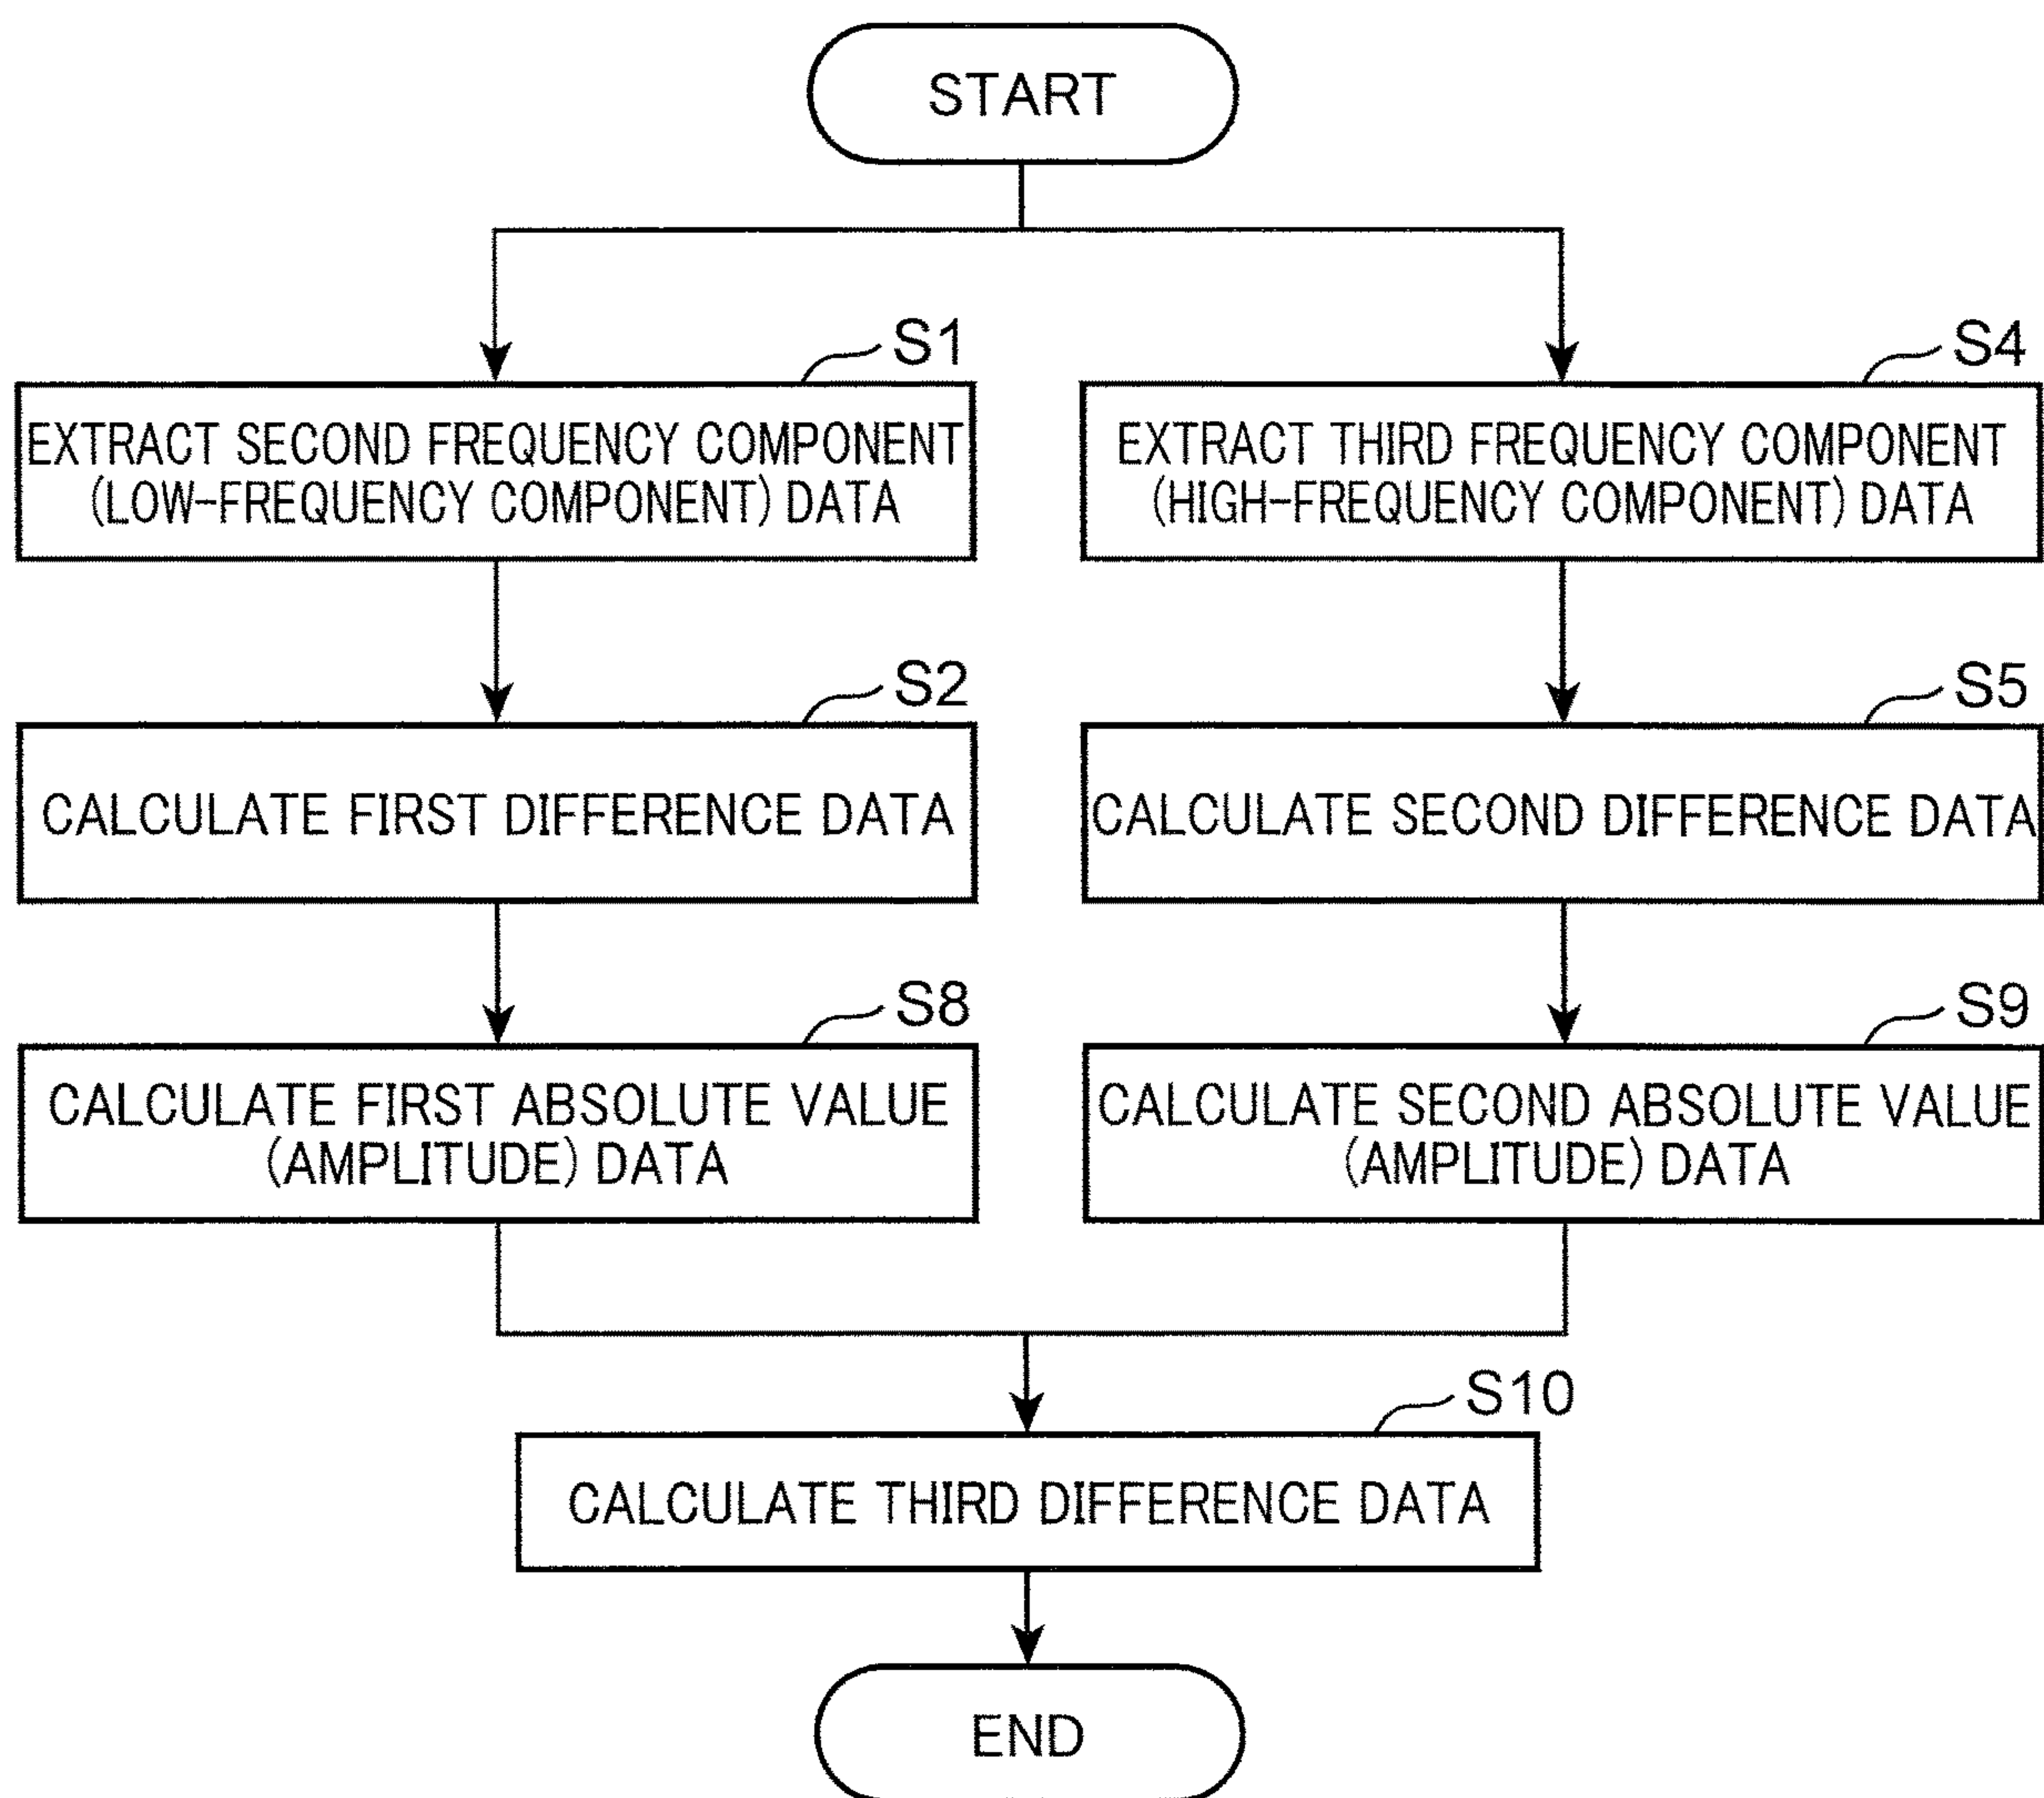 START
S1
EXTRACT SECOND FREQUENCY COMPONENT
(LOW-FREQUENCY COMPONENT) DATA
S4
EXTRACT THIRD FREQUENCY COMPONENT
(HIGH-FREQUENCY COMPONENT) DATA
S2
CALCULATE FIRST DIFFERENCE DATA
S5
CALCULATE SECOND DIFFERENCE DATA
S8
CALCULATE FIRST ABSOLUTE VALUE
(AMPLITUDE) DATA
S9
CALCULATE SECOND ABSOLUTE VALUE
(AMPLITUDE) DATA
S10
CALCULATE THIRD DIFFERENCE DATA
END